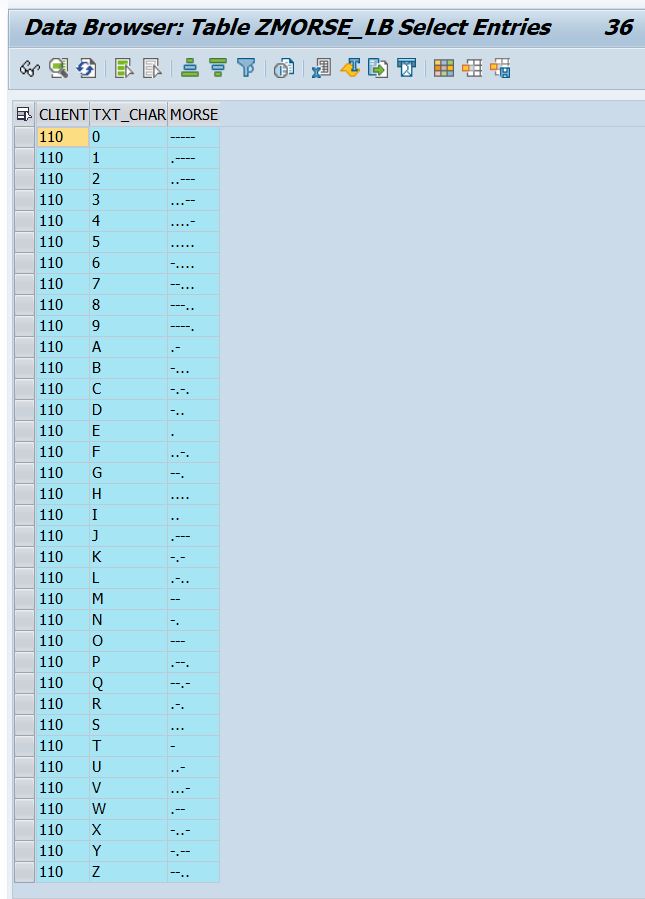 Data Browser: Table ZMORSE_LB Select Entries 36
CLIENT TXT_CHAR MORSE
110 0 -----
110 1 .----
110 2 ..---
110 3 ...--
110 4 ....-
110 5 .....
110 6 -....
110 7 --...
110 8 ---..
110 9 ----.
110 A .-
110 B -...
110 C -.-.
110 D -..
110 E .
110 F ..-.
110 G --.
110 H ....
110 I ..
110 J .---
110 K -.-
110 L .-..
110 M --
110 N -.
110 O ---
110 P .--.
110 Q --.-
110 R .-.
110 S ...
110 T -
110 U ..-
110 V ...-
110 W .--
110 X -..-
110 Y -.--
110 Z --..